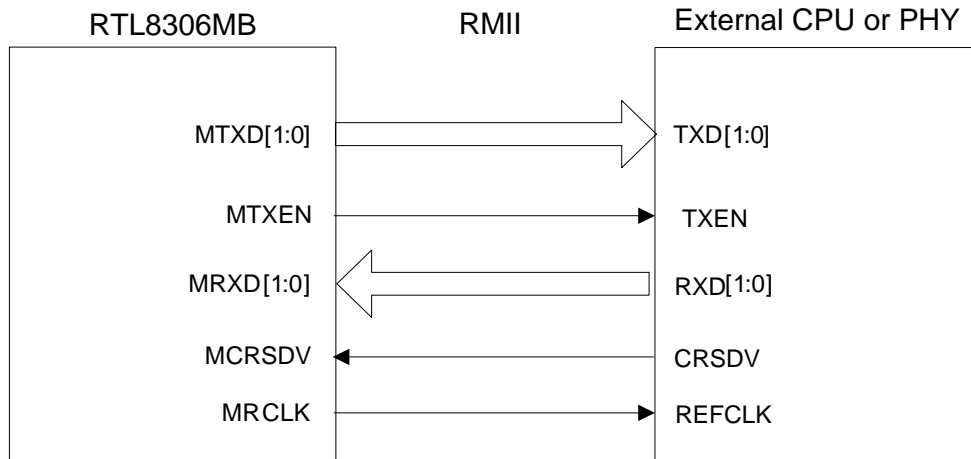 RTL8306MB RMII External CPU or PHY
MTXD[1:0] TXD[1:0]
MTXEN TXEN
MRXD[1:0] RXD[1:0]
MCRSDV CRSDV
MRCLK REFCLK